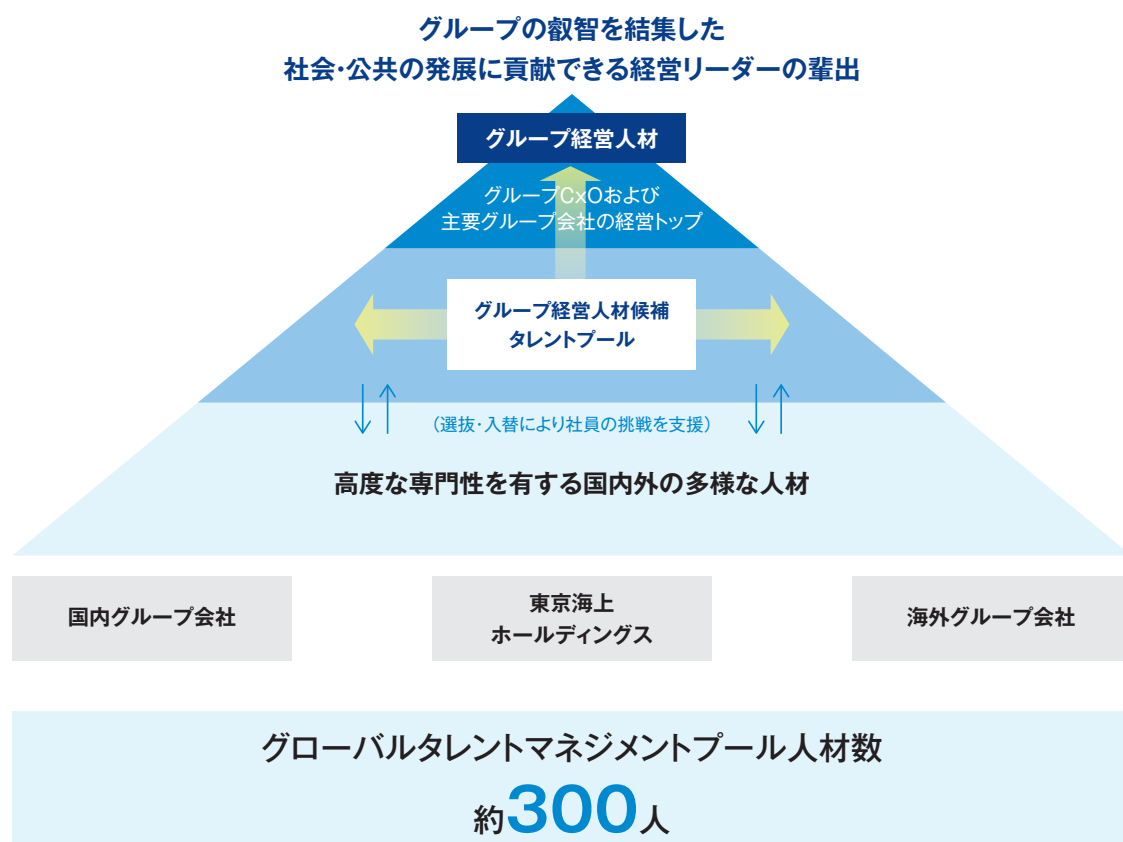 グループの叡智を結集した
社会・公共の発展に貢献できる経営リーダーの輩出
グループ経営人材
グループCxOおよび
主要グループ会社の経営トップ
グループ経営人材候補
タレントプール
（選抜・入替により社員の挑戦を支援）
高度な専門性を有する国内外の多様な人材
国内グループ会社
東京海上
ホールディングス
海外グループ会社
グローバルタレントマネジメントプール人材数
約300人